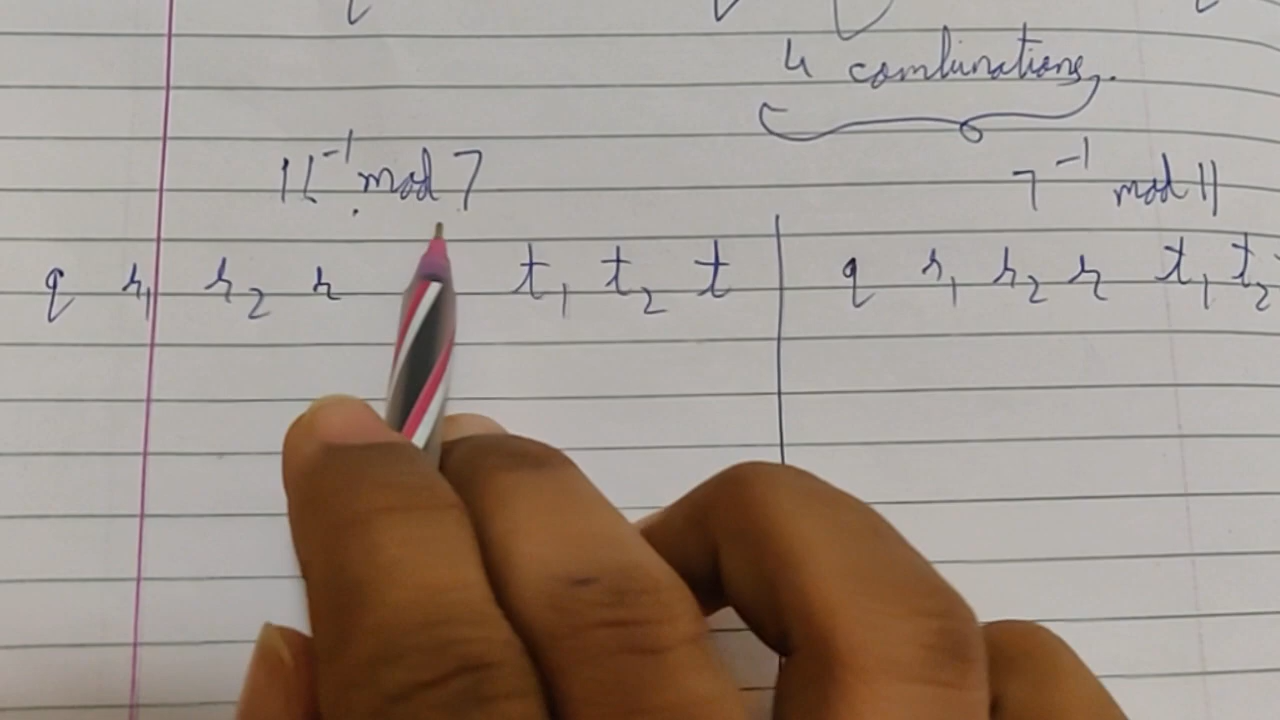 4 combinations.
11⁻¹ mod 7
7⁻¹ mod 11
q r₁ r₂ r t₁ t₂ t
q r₁ r₂ r t₁ t₂